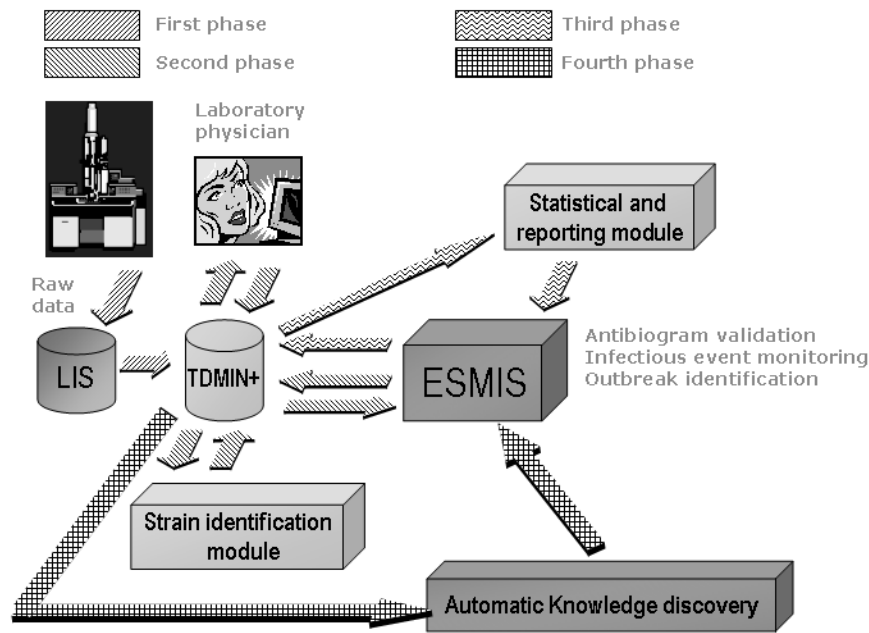 First phase
Second phase
Third phase
Fourth phase
Laboratory
physician
Statistical and
reporting module
Raw
data
LIS
TDMIN+
ESMIS
Antibiogram validation
Infectious event monitoring
Outbreak identification
Strain identification
module
Automatic Knowledge discovery